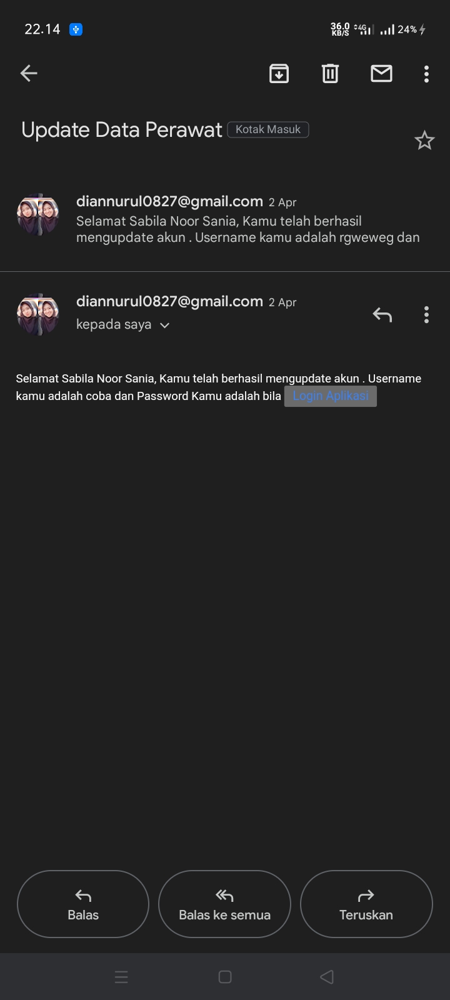 22.14
36.0
KB/S
4G
24%
Update Data Perawat Kotak Masuk
diannurul0827@gmail.com 2 Apr
Selamat Sabila Noor Sania, Kamu telah berhasil
mengupdate akun . Username kamu adalah rgweweg dan
diannurul0827@gmail.com 2 Apr
kepada saya
Selamat Sabila Noor Sania, Kamu telah berhasil mengupdate akun . Username
kamu adalah coba dan Password Kamu adalah bila Login Aplikasi
Balas
Balas ke semua
Teruskan